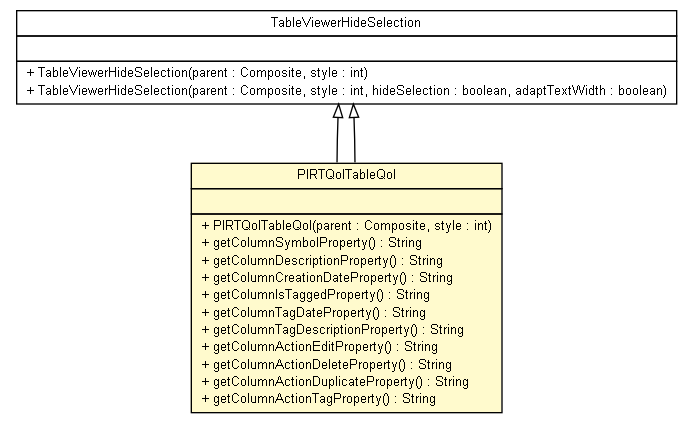 TableViewerHideSelection
+ TableViewerHideSelection(parent : Composite, style : int)
+ TableViewerHideSelection(parent : Composite, style : int, hideSelection : boolean, adaptTextWidth : boolean)
PIRTQoITableQoI
+ PIRTQoITableQoI(parent : Composite, style : int)
+ getColumnSymbolProperty() : String
+ getColumnDescriptionProperty() : String
+ getColumnCreationDateProperty() : String
+ getColumnIsTaggedProperty() : String
+ getColumnTagDateProperty() : String
+ getColumnTagDescriptionProperty() : String
+ getColumnActionEditProperty() : String
+ getColumnActionDeleteProperty() : String
+ getColumnActionDuplicateProperty() : String
+ getColumnActionTagProperty() : String